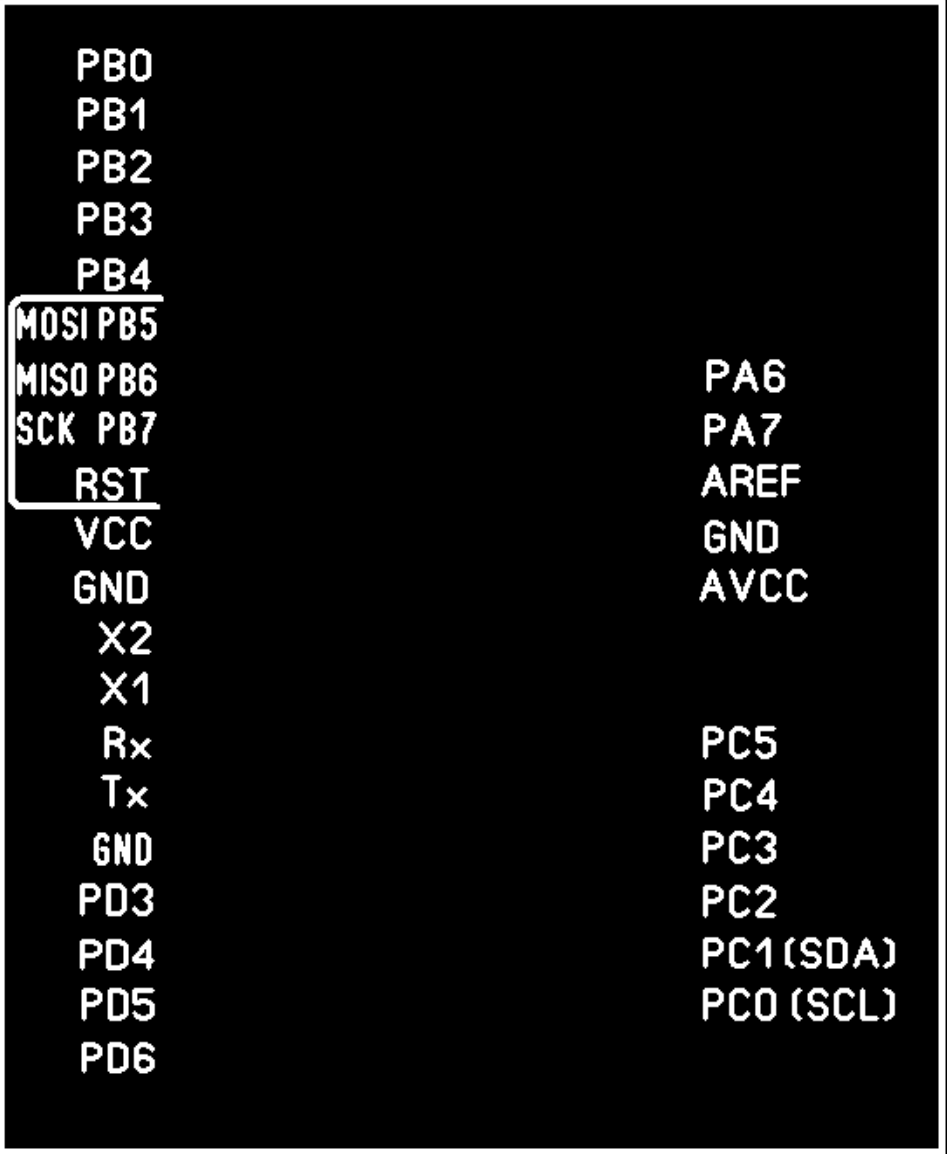 PB0
PB1
PB2
PB3
PB4
MOSI PB5
MISO PB6
SCK PB7
RST
VCC
GND
X2
X1
Rx
Tx
GND
PD3
PD4
PD5
PD6
PA6
PA7
AREF
GND
AVCC
PC5
PC4
PC3
PC2
PC1(SDA)
PC0 (SCL)